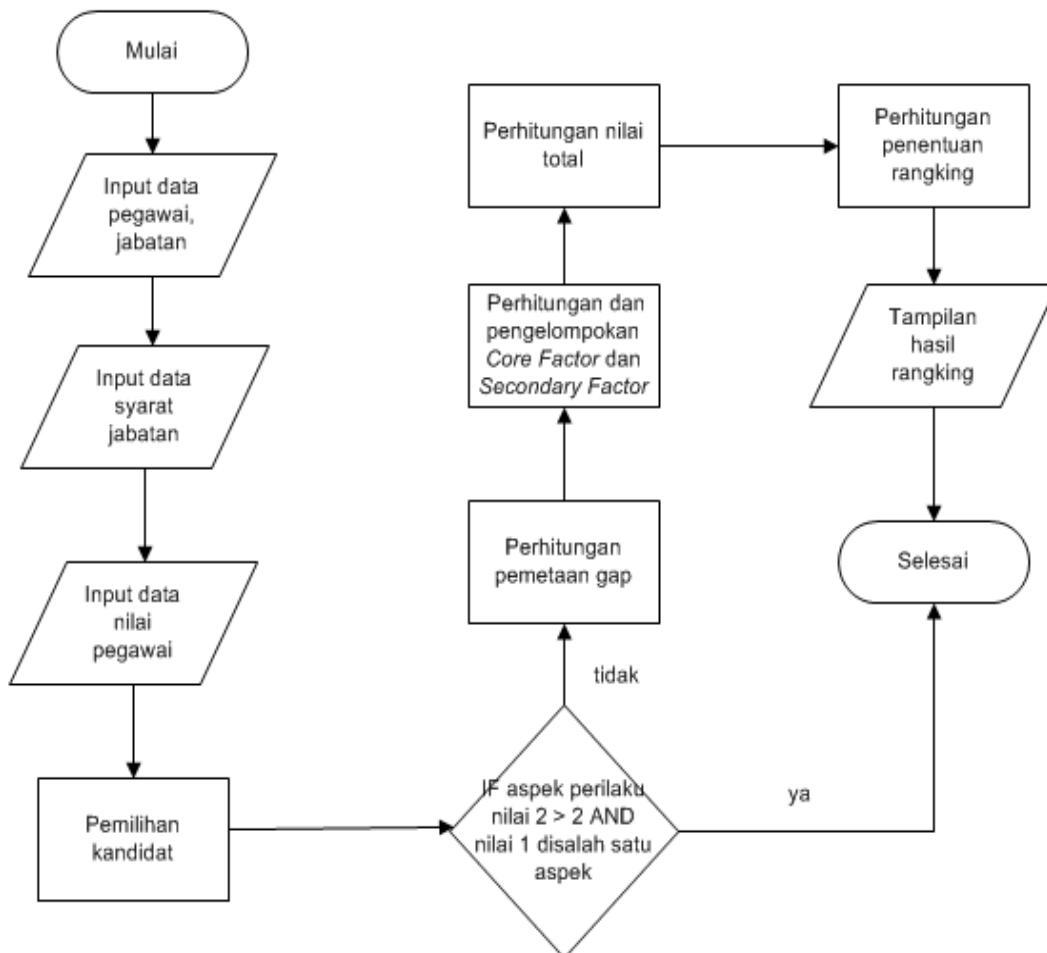 Mulai
Input data
pegawai,
jabatan
Input data
syarat
jabatan
Input data
nilai
pegawai
Pemilihan
kandidat
IF aspek perilaku
nilai 2 > 2 AND
nilai 1 disalah satu
aspek
tidak
ya
Perhitungan
pemetaan gap
Perhitungan dan
pengelompokan
Core Factor dan
Secondary Factor
Perhitungan nilai
total
Perhitungan
penentuan
rangking
Tampilan
hasil
rangking
Selesai